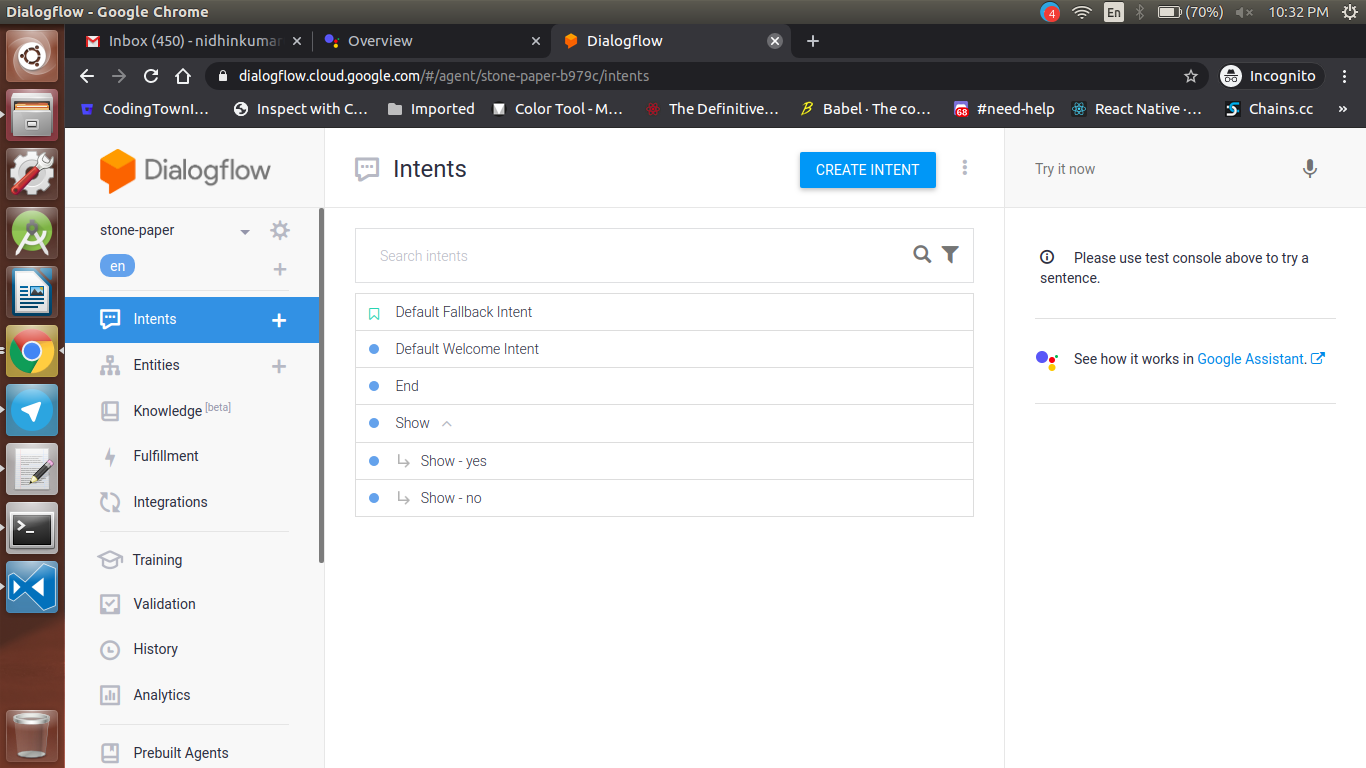 Dialogflow - Google Chrome
4
En
(70%)
10:32 PM
Inbox (450) - nidhinkumar
Overview
Dialogflow
dialogflow.cloud.google.com/#/agent/stone-paper-b979c/intents
Incognito
CodingTownI…
Inspect with C…
Imported
Color Tool - M…
The Definitive…
Babel · The co…
68
#need-help
React Native ·…
Chains.cc
»
Dialogflow
Intents
CREATE INTENT
Try it now
stone-paper
en
Search intents
Please use test console above to try a
sentence.
Default Fallback Intent
Intents
Default Welcome Intent
See how it works in Google Assistant.
Entities
End
Knowledge [beta]
Show
Fulfillment
Show - yes
Integrations
Show - no
Training
Validation
History
Analytics
Prebuilt Agents